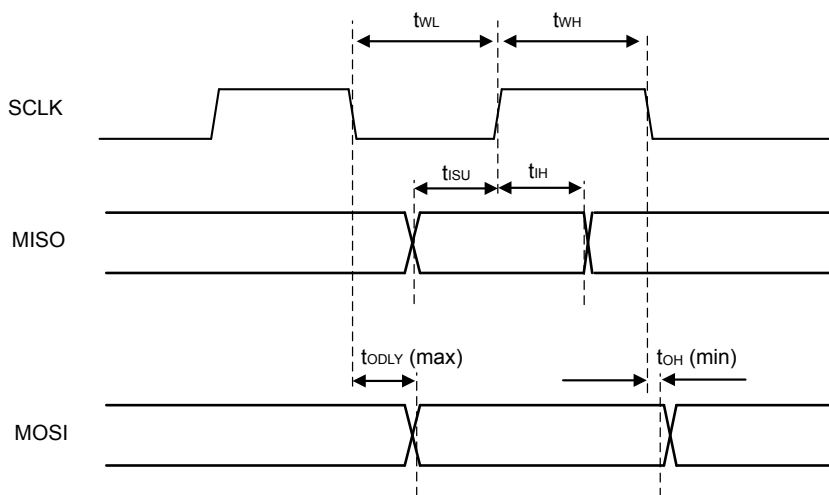 tWL tWH
SCLK
tISU tIH
MISO
tODLY (max) tOH (min)
MOSI